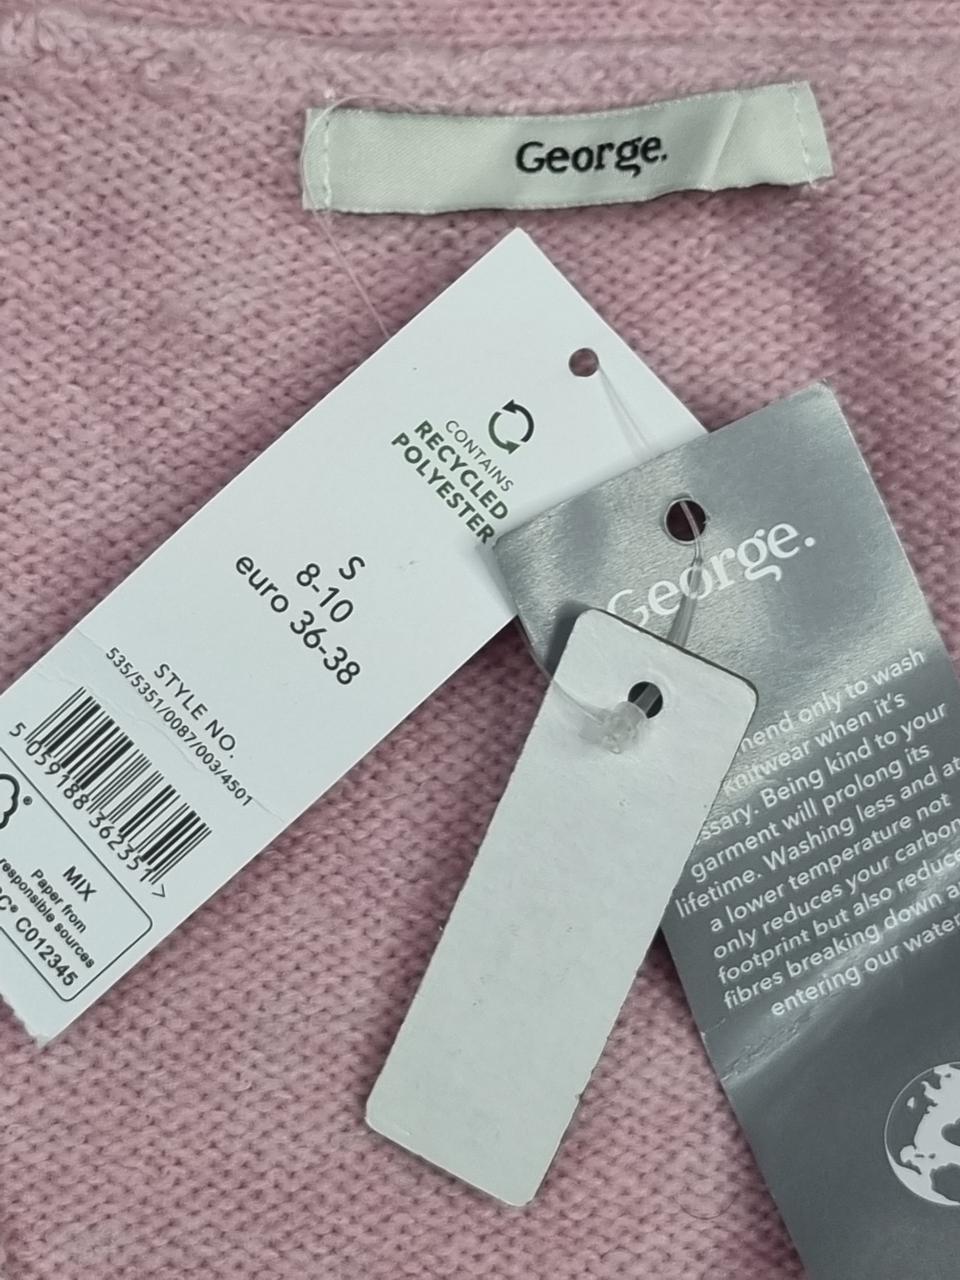 George.
CONTAINS
RECYCLED
POLYESTER
S
8-10
euro 36-38
STYLE NO.
535/5351/0087/003/4501
5 059188 362351 >
®
MIX
Paper from
responsible sources
C® C012345
George.
only to wash
knitwear when it's
Being kind to your
garment will prolong its
lifetime. Washing less and at
a lower temperature not
only reduces your carbon
footprint but also reduce
fibres breaking down
entering our water